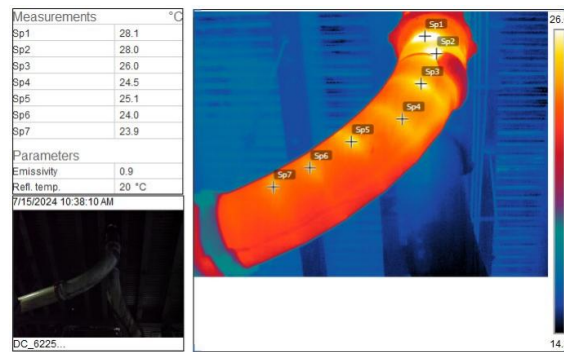 Measurements °C
Sp1 28.1
Sp2 28.0
Sp3 26.0
Sp4 24.5
Sp5 25.1
Sp6 24.0
Sp7 23.9
Parameters
Emissivity 0.9
Refl. temp. 20 °C
7/15/2024 10:38:10 AM
DC_6225...
Sp1
Sp2
Sp3
Sp4
Sp5
Sp6
Sp7
26.
14.